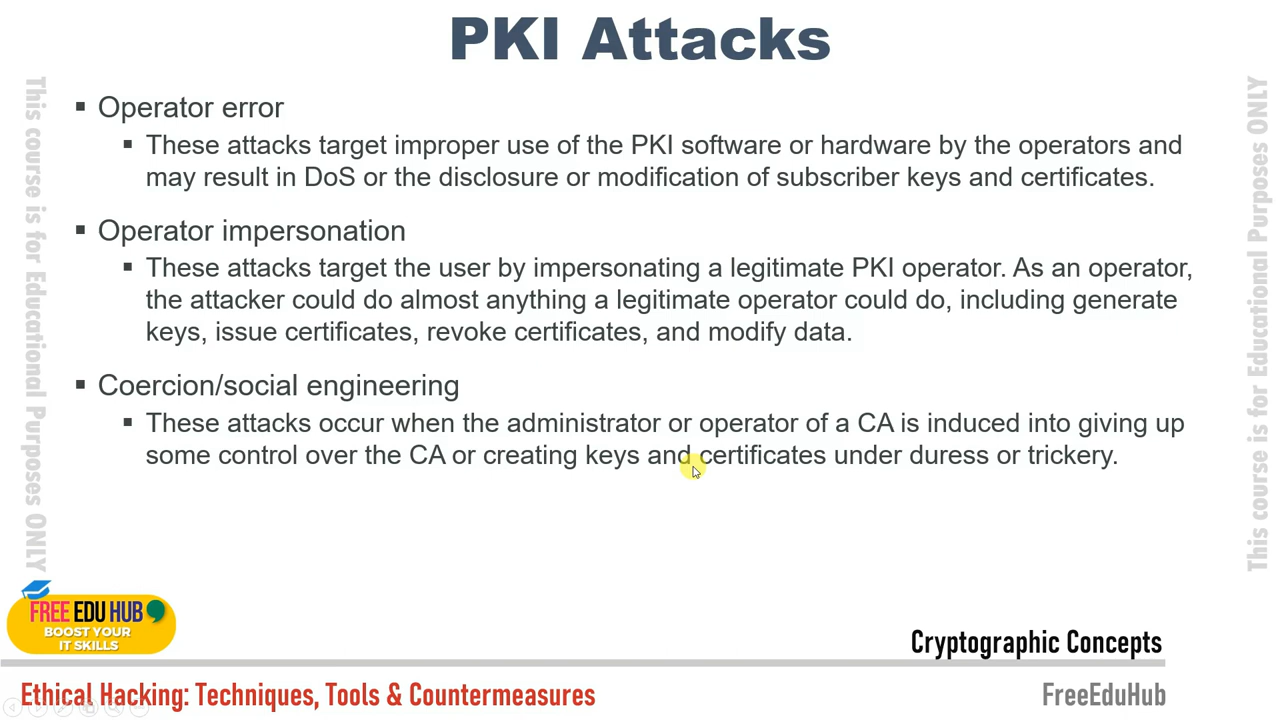 PKI Attacks
▪ Operator error
▪ These attacks target improper use of the PKI software or hardware by the operators and
may result in DoS or the disclosure or modification of subscriber keys and certificates.
▪ Operator impersonation
▪ These attacks target the user by impersonating a legitimate PKI operator. As an operator,
the attacker could do almost anything a legitimate operator could do, including generate
keys, issue certificates, revoke certificates, and modify data.
▪ Coercion/social engineering
▪ These attacks occur when the administrator or operator of a CA is induced into giving up
some control over the CA or creating keys and certificates under duress or trickery.
This course is for Educational Purposes ONLY
This course is for Educational Purposes ONLY
FREE EDU HUB
BOOST YOUR
IT SKILLS
Cryptographic Concepts
Ethical Hacking: Techniques, Tools & Countermeasures
FreeEduHub